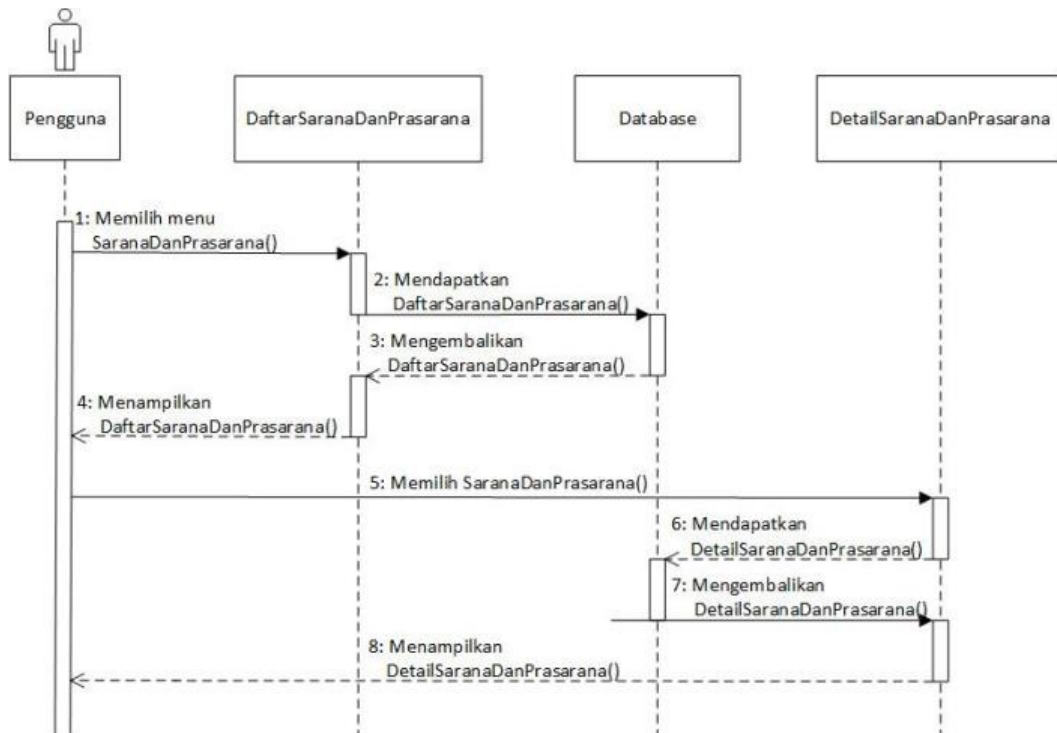 Pengguna
DaftarSaranaDanPrasarana
Database
DetailSaranaDanPrasarana
1: Memilih menu
SaranaDanPrasarana()
2: Mendapatkan
DaftarSaranaDanPrasarana()
3: Mengembalikan
DaftarSaranaDanPrasarana()
4: Menampilkan
DaftarSaranaDanPrasarana()
5: Memilih SaranaDanPrasarana()
6: Mendapatkan
DetailSaranaDanPrasarana()
7: Mengembalikan
DetailSaranaDanPrasarana()
8: Menampilkan
DetailSaranaDanPrasarana()